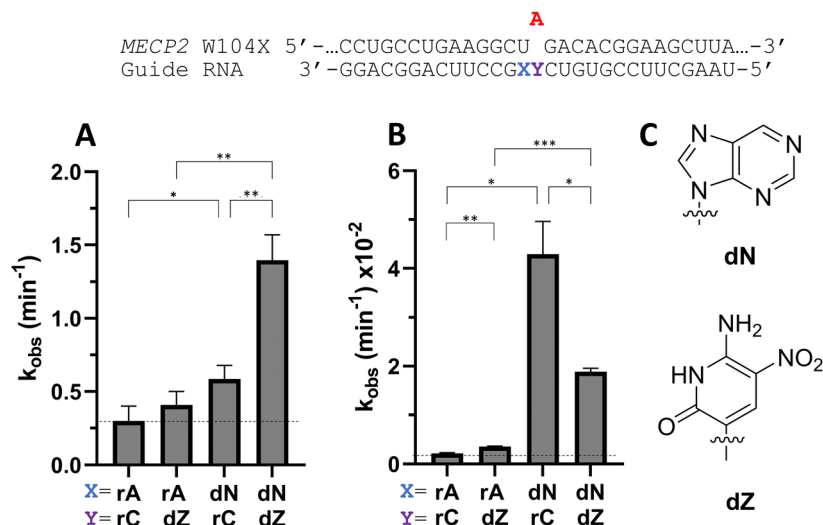 A
MECP2 W104X 5'-…CCUGCCUGAAGGCU GACACGGAAGCUUA…-3'
Guide RNA 3'-GGACGGACUUCCGXYCUGUGCCUUCGAAU-5'
A
**
*
**
2.0
1.5
1.0
0.5
0.0
kobs (min-1)
X= rA rA dN dN
Y= rC dZ rC dZ
B
***
*
*
**
6
4
2
0
kobs (min-1) x10-2
X= rA rA dN dN
Y= rC dZ rC dZ
C
N
N
N
N
dN
NH2
NO2
HN
O
dZ